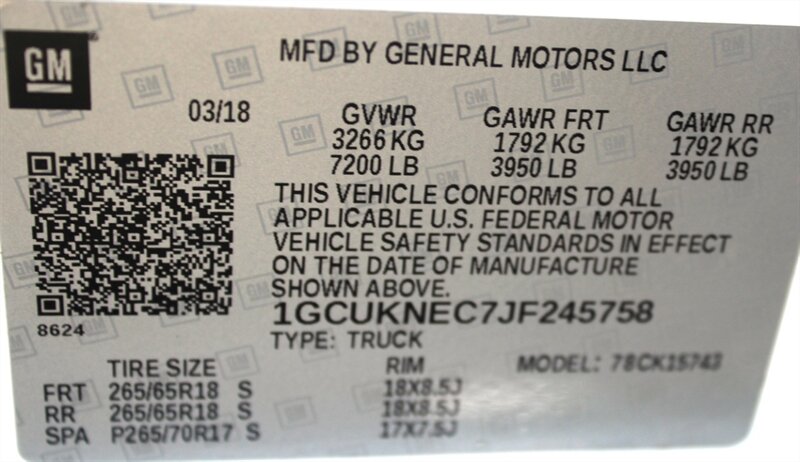 GM
MFD BY GENERAL MOTORS LLC
03/18 GVWR GAWR FRT GAWR RR
3266 KG 1792 KG 1792 KG
7200 LB 3950 LB 3950 LB
THIS VEHICLE CONFORMS TO ALL
APPLICABLE U.S. FEDERAL MOTOR
VEHICLE SAFETY STANDARDS IN EFFECT
ON THE DATE OF MANUFACTURE
SHOWN ABOVE.
8624
1GCUKNEC7JF245758
TYPE: TRUCK
TIRE SIZE RIM MODEL: 78CK15743
FRT 265/65R18 S 18X8.5J
RR 265/65R18 S 18X8.5J
SPA P265/70R17 S 17X7.5J